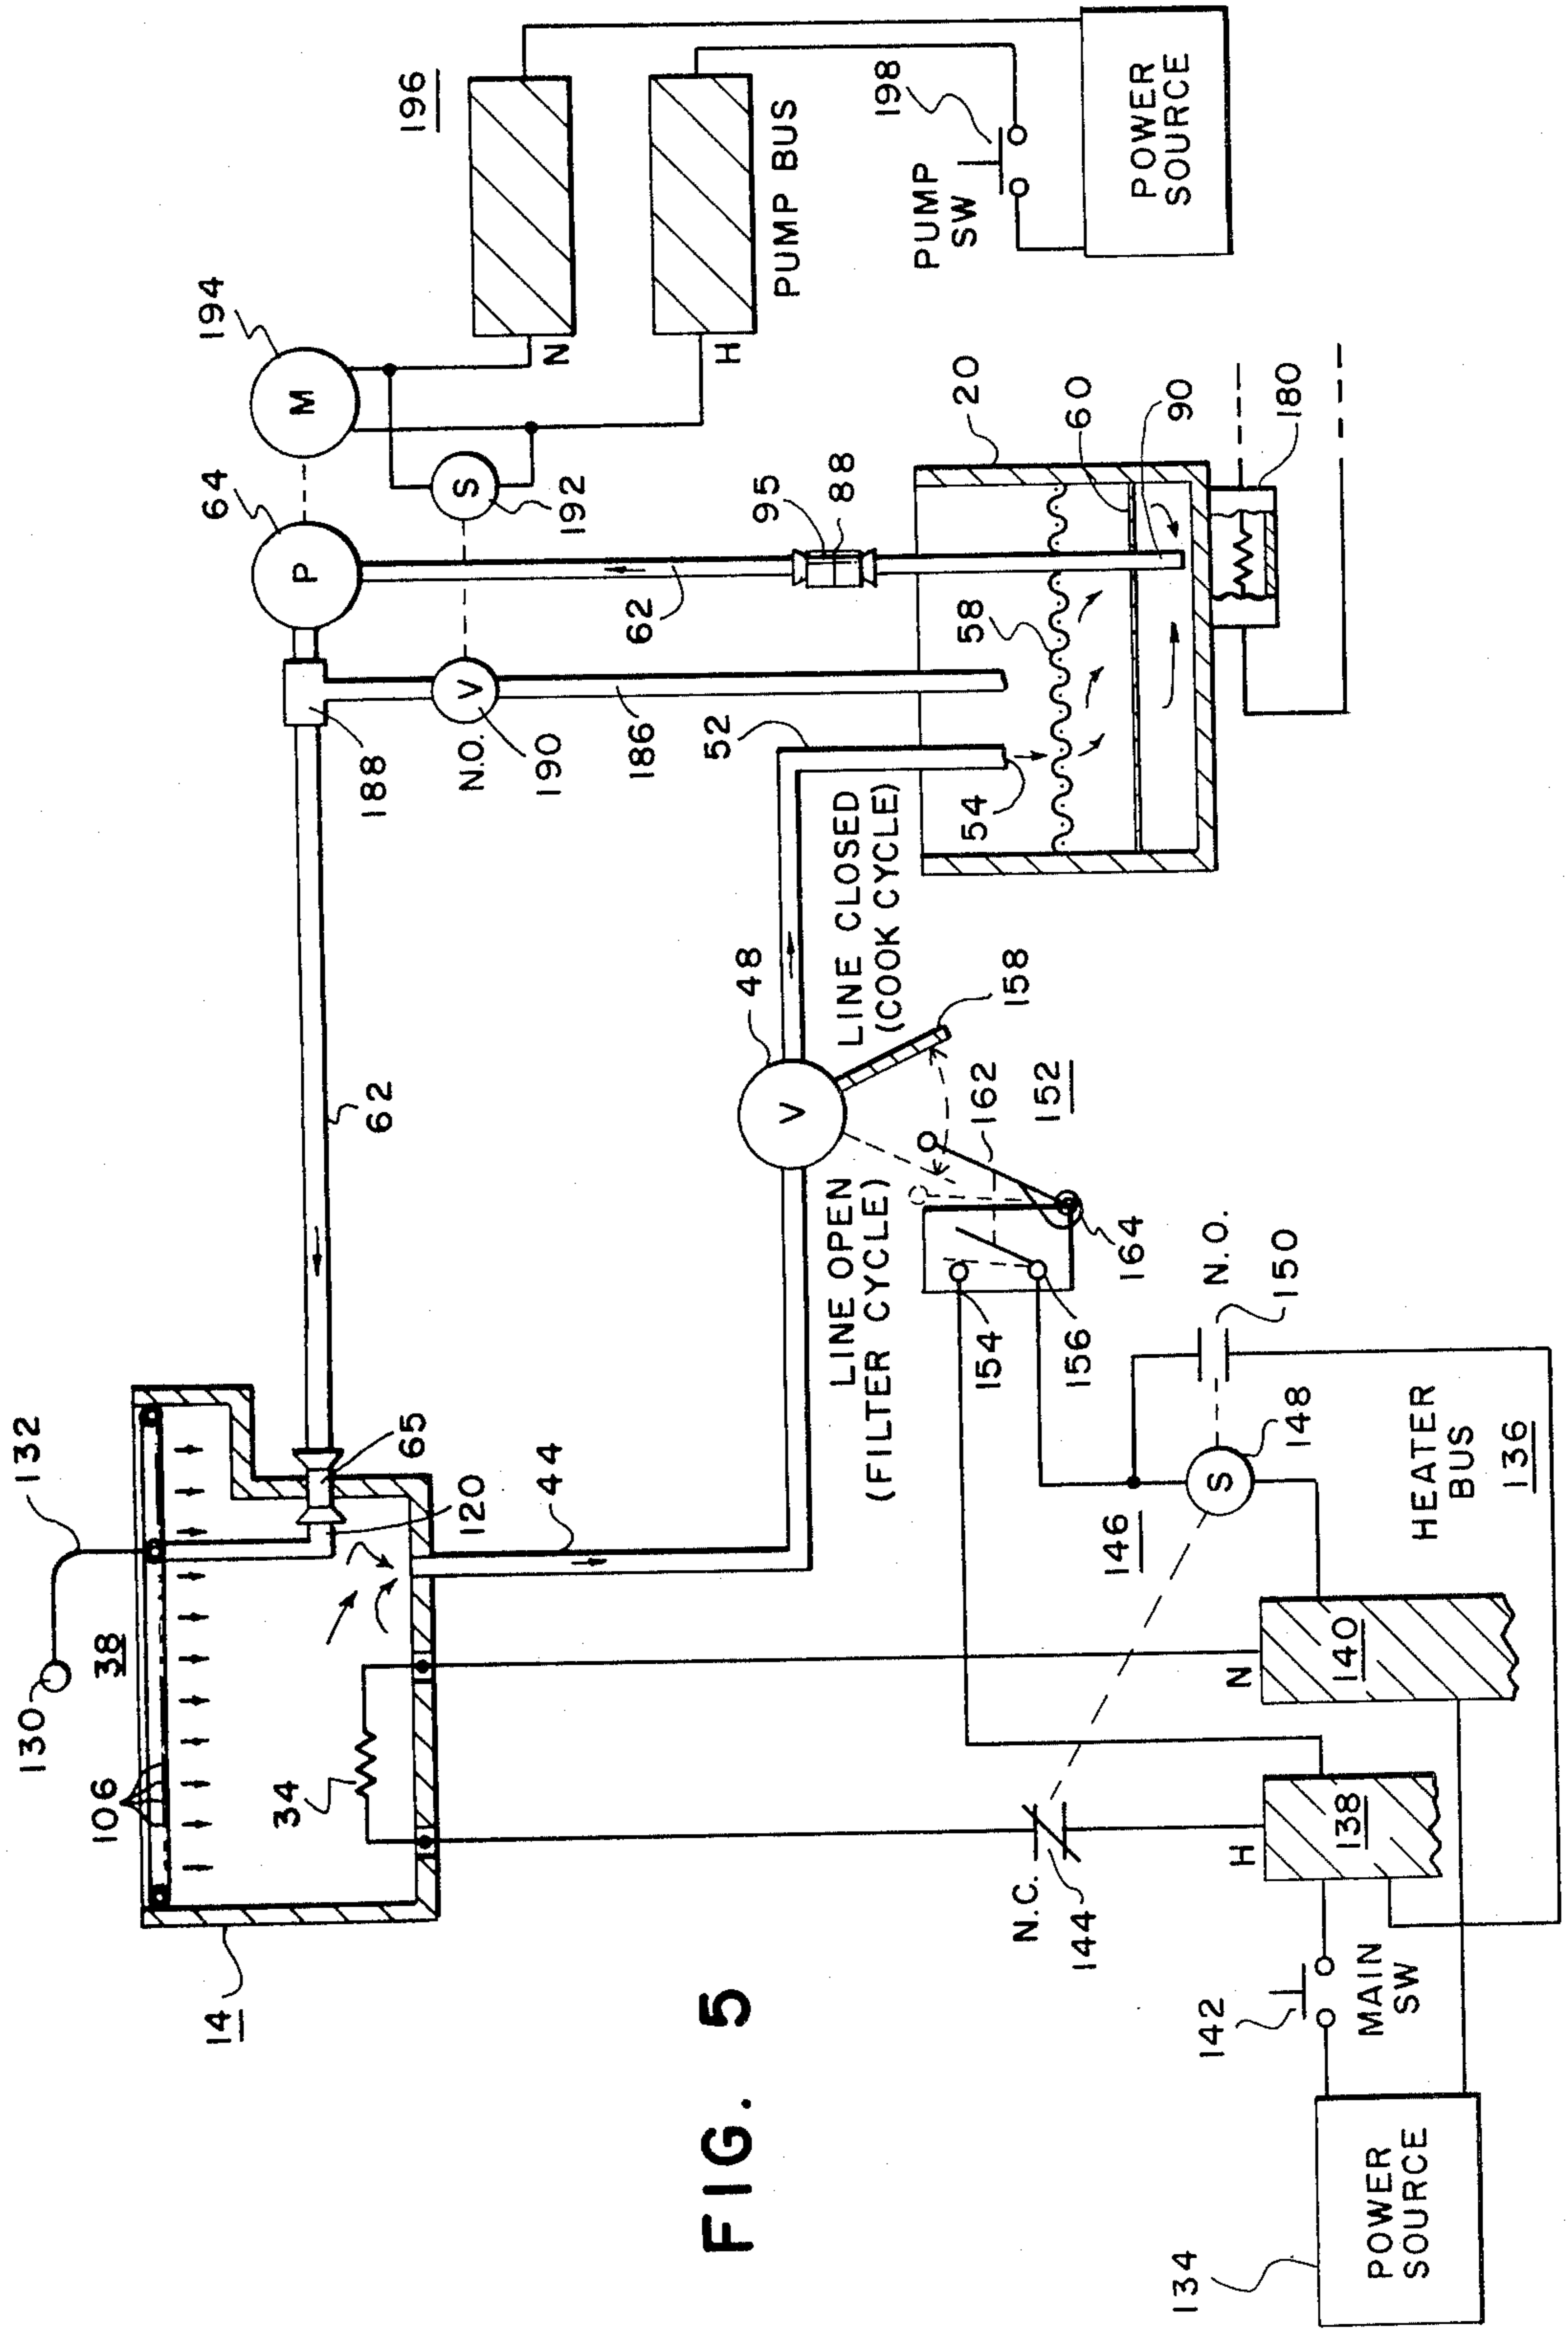 196
PUMP BUS
N
H
198
PUMP
SW
POWER
SOURCE
194
M
64
P
S
192
95
88
20
60
90
180
62
58
V
190
N.O.
188
186
52
54
LINE CLOSED
(COOK CYCLE)
48
V
158
162
152
LINE OPEN
(FILTER CYCLE)
164
154
156
N.O.
150
62
132
65
120
44
38
130
106
34
14
148
S
146
HEATER
BUS
136
140
N
138
H
N.C.
144
142
MAIN
SW
134
POWER
SOURCE
FIG. 5